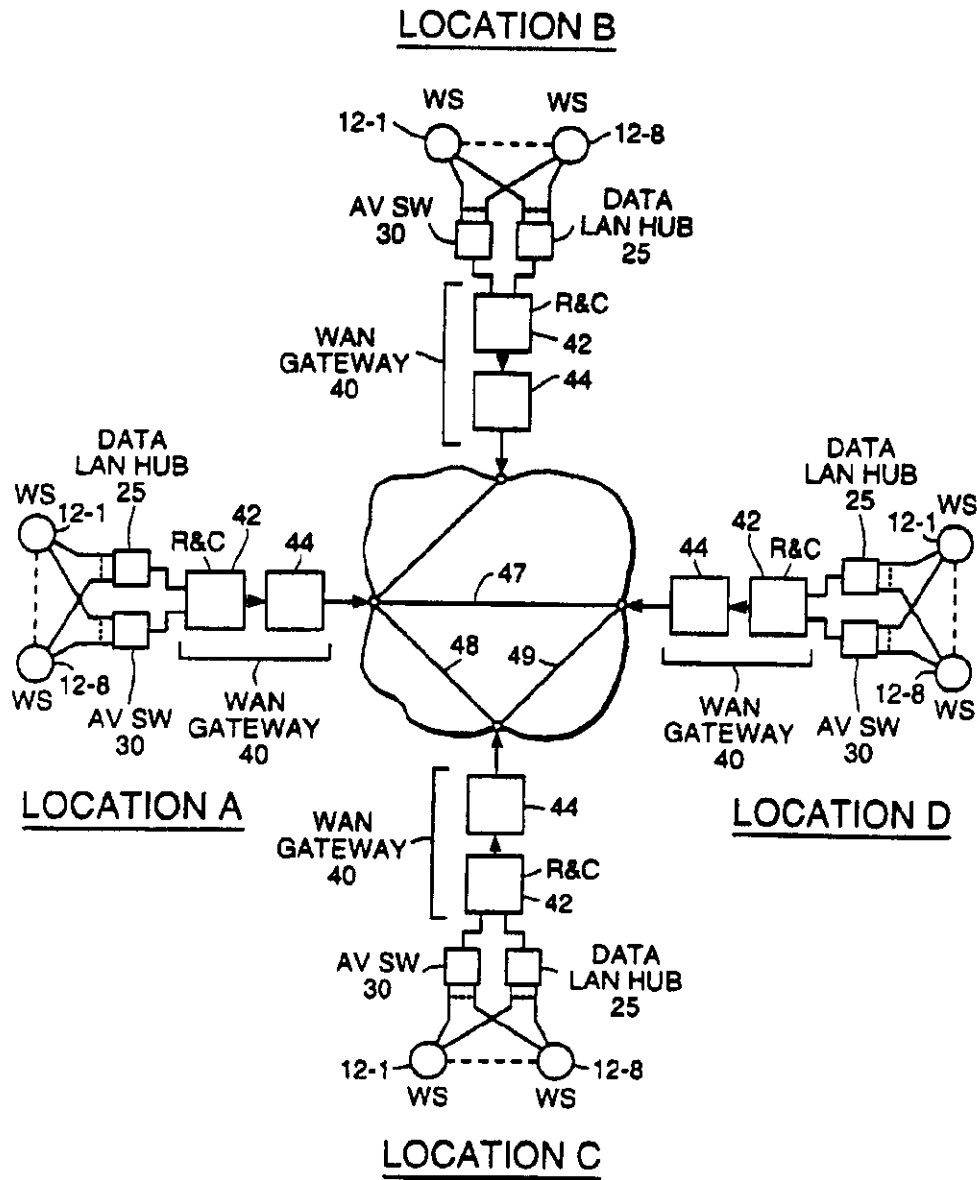 LOCATION B
WS
WS
12-1
12-8
AV SW
30
DATA
LAN HUB
25
R&C
42
WAN
GATEWAY
40
44
DATA
LAN HUB
25
WS
12-1
R&C
42
44
12-8
WS
AV SW
30
WAN
GATEWAY
40
LOCATION A
47
48
49
DATA
LAN HUB
25
WS
12-1
42
R&C
44
12-8
WS
AV SW
30
WAN
GATEWAY
40
LOCATION D
WAN
GATEWAY
40
44
R&C
42
AV SW
30
DATA
LAN HUB
25
12-1
12-8
WS
WS
LOCATION C